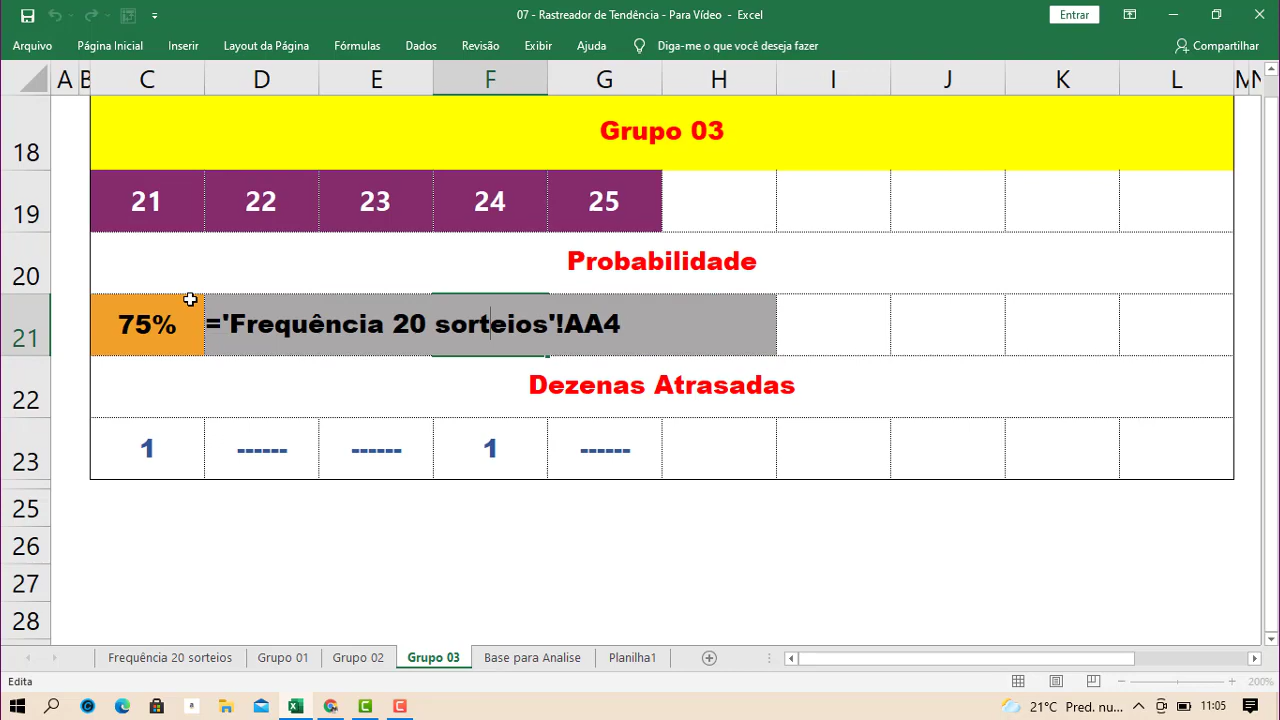 07 - Rastreador de Tendência - Para Vídeo - Excel
Entrar
Arquivo Página Inicial Inserir Layout da Página Fórmulas Dados Revisão Exibir Ajuda Diga-me o que você deseja fazer Compartilhar
A B C D E F G H I J K L M N
18 Grupo 03
19 21 22 23 24 25
20 Probabilidade
21 75% ='Frequência 20 sorteios'!AA4
22 Dezenas Atrasadas
23 1 ------ ------ 1 ------
25
26
27
28
Frequência 20 sorteios Grupo 01 Grupo 02 Grupo 03 Base para Analise Planilha1
Edita 200%
21°C Pred. nu... 11:05